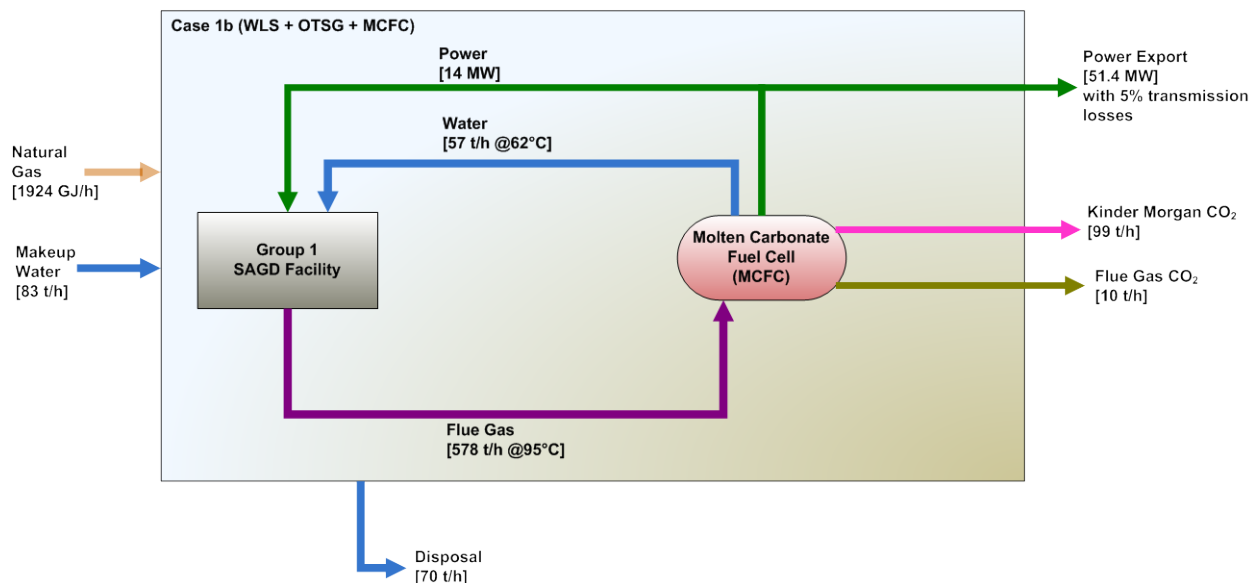 Case 1b (WLS + OTSG + MCFC)
Power
[14 MW]
Power Export
[51.4 MW]
with 5% transmission
losses
Water
[57 t/h @62°C]
Natural
Gas
[1924 GJ/h]
Makeup
Water
[83 t/h]
Group 1
SAGD Facility
Molten Carbonate
Fuel Cell
(MCFC)
Kinder Morgan CO₂
[99 t/h]
Flue Gas CO₂
[10 t/h]
Flue Gas
[578 t/h @95°C]
Disposal
[70 t/h]